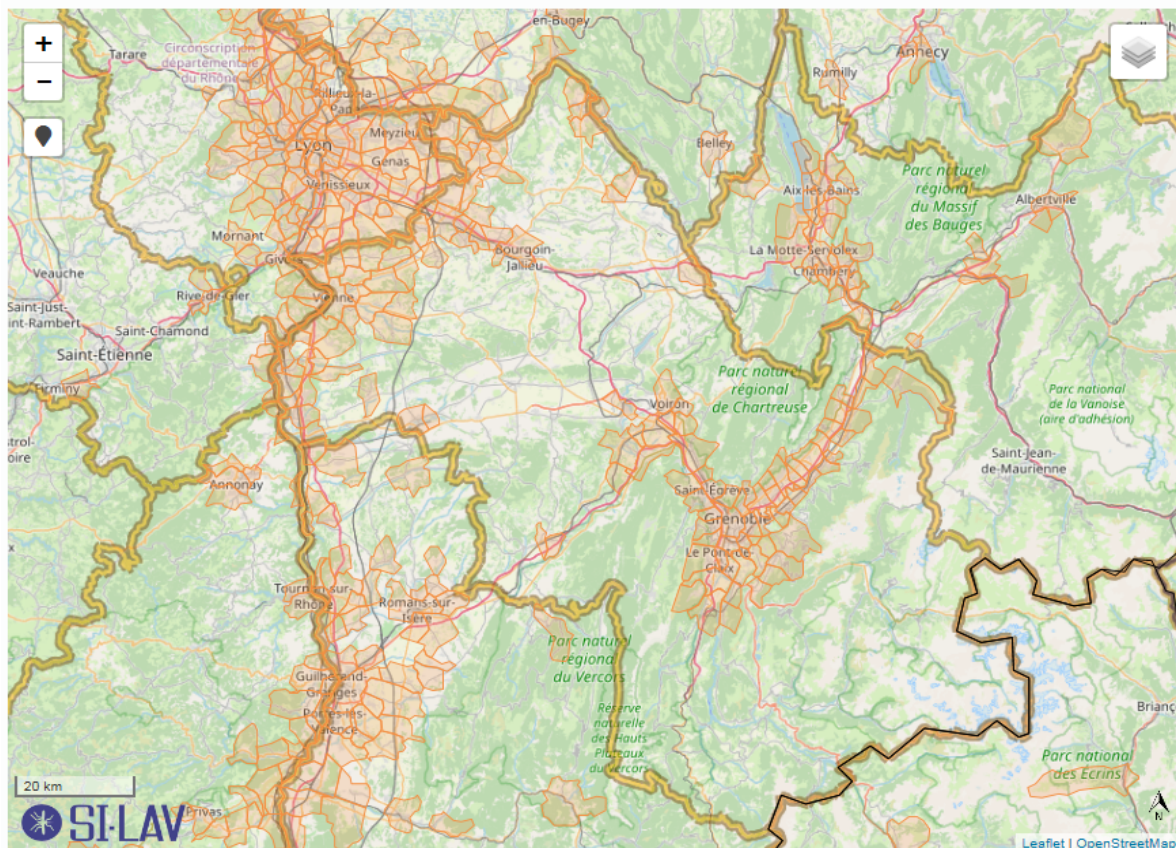 en-Bugey
+
Tarare
Circonscription
départementale
du Rhône
Annecy
Rumilly
−
Meyzieu
Lyon
Genas
Belley
Vénissieux
Aix-les-Bains
Parc naturel
régional
du Massif
des Bauges
Albertville
Mornant
Givors
Bourgoin-
Jallieu
La Motte-Servolex
Chambéry
Veauche
Rive-de-Gier
Vienne
Saint-Just-
int-Rambert
Saint-Chamond
Saint-Étienne
Firminy
Parc naturel
régional
de Chartreuse
Voiron
Parc national
de la Vanoise
(aire d'adhésion)
Saint-Jean-
de-Maurienne
Annonay
Saint-Égrève
Grenoble
Le Pont-de-
Claix
Tournon-sur-
Rhône
Romans-sur-
Isère
Parc naturel
régional
du Vercors
Guilherand-
Granges
Portes-lès-
Valence
Réserve
naturelle
des Hauts
Plateaux
du Vercors
Brianço
Parc national
des Écrins
20 km
Privas
SI-LAV
N
Leaflet | OpenStreetMap